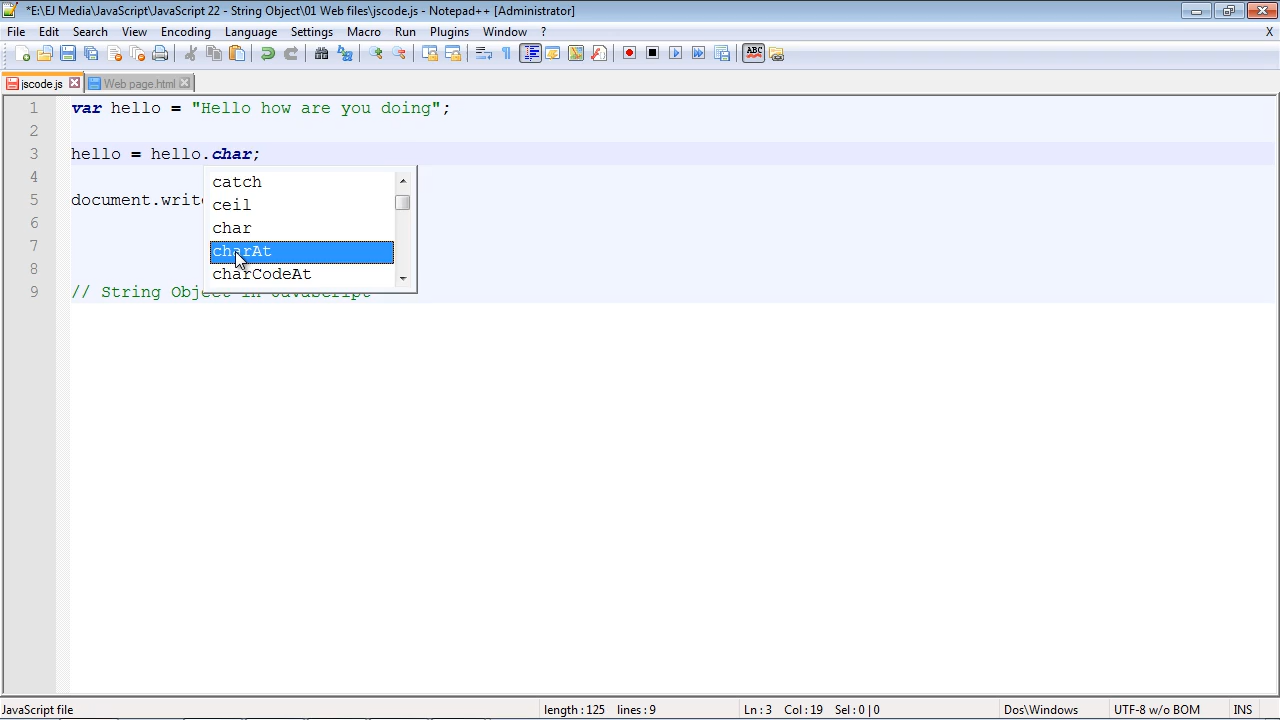 *E:\EJ Media\JavaScript\JavaScript 22 - String Object\01 Web files\jscode.js - Notepad++ [Administrator]
File Edit Search View Encoding Language Settings Macro Run Plugins Window ? X
ABC
jscode.js Web page.html
1 var hello = "Hello how are you doing";
2
3 hello = hello.char;
4
5 document.write
6
7
8
9 // String Object in JavaScript
catch
ceil
char
charAt
charCodeAt
JavaScript file length : 125 lines : 9 Ln : 3 Col : 19 Sel : 0 | 0 Dos\Windows UTF-8 w/o BOM INS